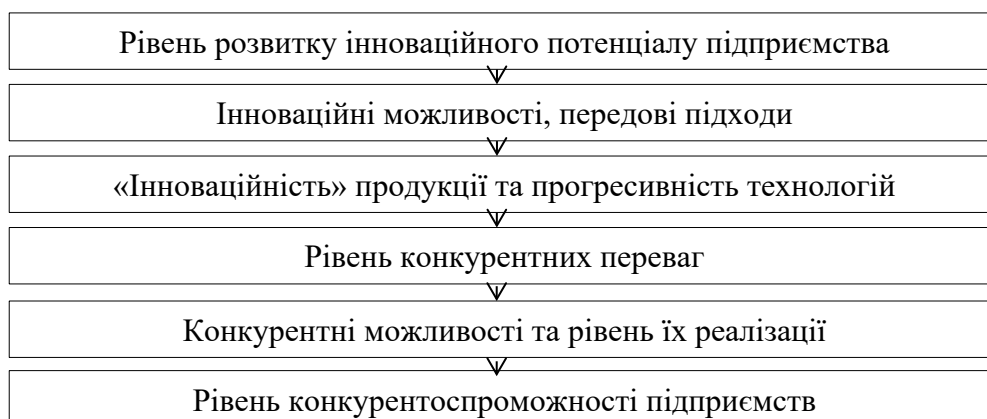 Рівень розвитку інноваційного потенціалу підприємства
Інноваційні можливості, передові підходи
«Інноваційність» продукції та прогресивність технологій
Рівень конкурентних переваг
Конкурентні можливості та рівень їх реалізації
Рівень конкурентоспроможності підприємств